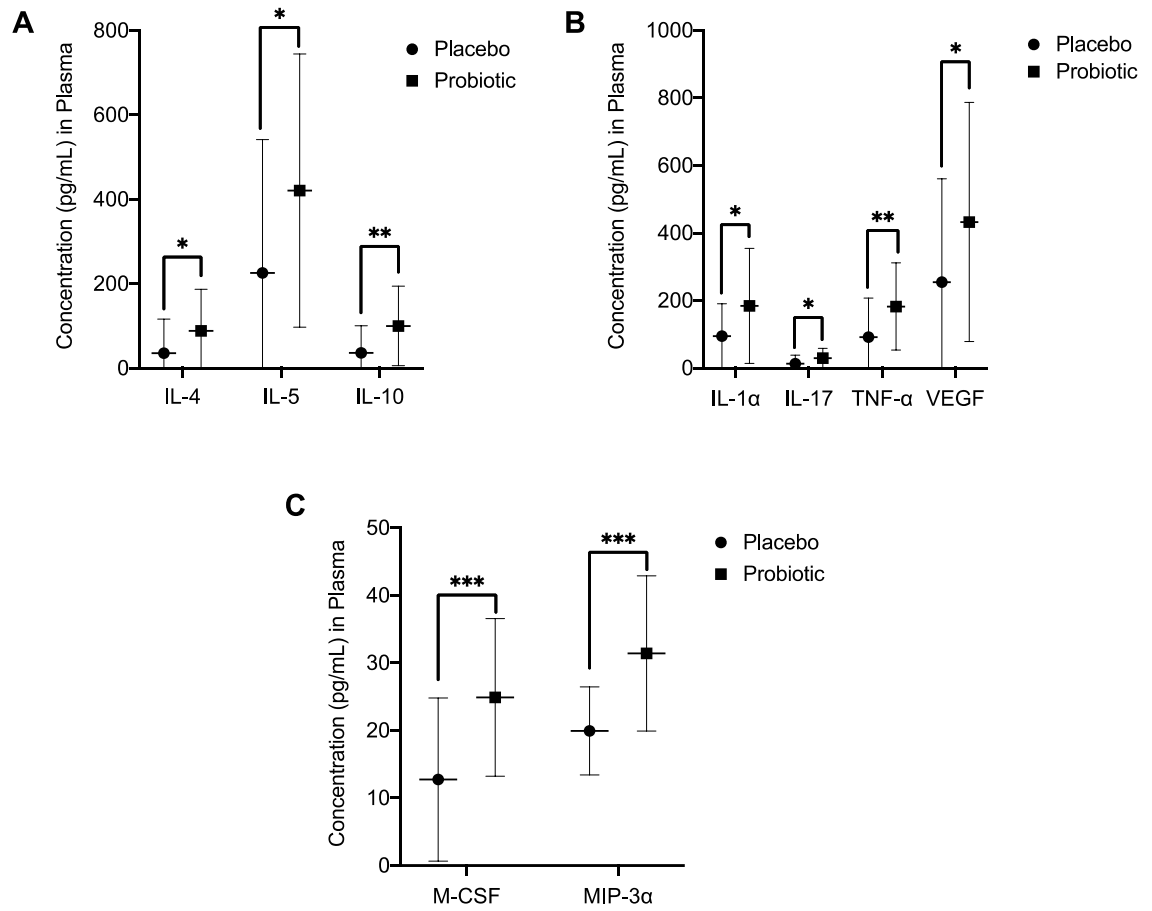 A
Concentration (pg/mL) in Plasma
800
600
400
200
0
*
*
**
IL-4
IL-5
IL-10
Placebo
Probiotic
B
Concentration (pg/mL) in Plasma
1000
800
600
400
200
0
*
*
**
*
IL-1α
IL-17
TNF-α
VEGF
Placebo
Probiotic
C
Concentration (pg/mL) in Plasma
50
40
30
20
10
0
***
***
M-CSF
MIP-3α
Placebo
Probiotic